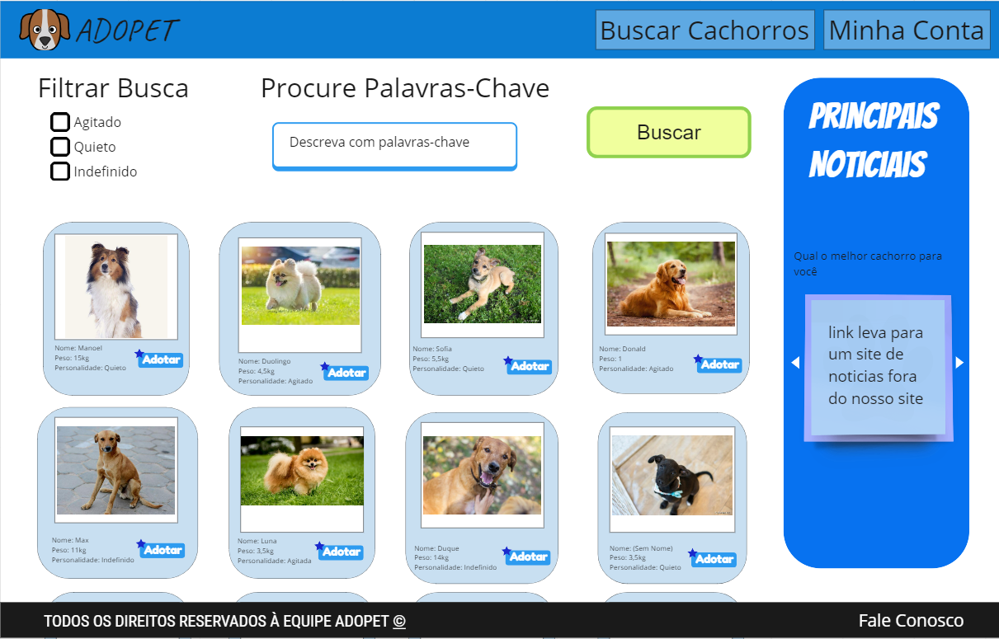 ADOPET
Buscar Cachorros
Minha Conta
Filtrar Busca
Agitado
Quieto
Indefinido
Procure Palavras-Chave
Descreva com palavras-chave
Buscar
PRINCIPAIS
NOTICIAIS
Qual o melhor cachorro para
você
link leva para
um site de
noticias fora
do nosso site
Nome: Manoel
Peso: 15kg
Personalidade: Quieto
Adotar
Nome: Duolingo
Peso: 4,5kg
Personalidade: Agitado
Adotar
Nome: Sofia
Peso: 5,5kg
Personalidade: Quieto
Adotar
Nome: Donald
Peso: 1
Personalidade: Agitado
Adotar
Nome: Max
Peso: 11kg
Personalidade: Indefinido
Adotar
Nome: Luna
Peso: 3,5kg
Personalidade: Agitada
Adotar
Nome: Duque
Peso: 14kg
Personalidade: Indefinido
Adotar
Nome: (Sem Nome)
Peso: 3,5kg
Personalidade: Quieto
Adotar
TODOS OS DIREITOS RESERVADOS À EQUIPE ADOPET ©
Fale Conosco